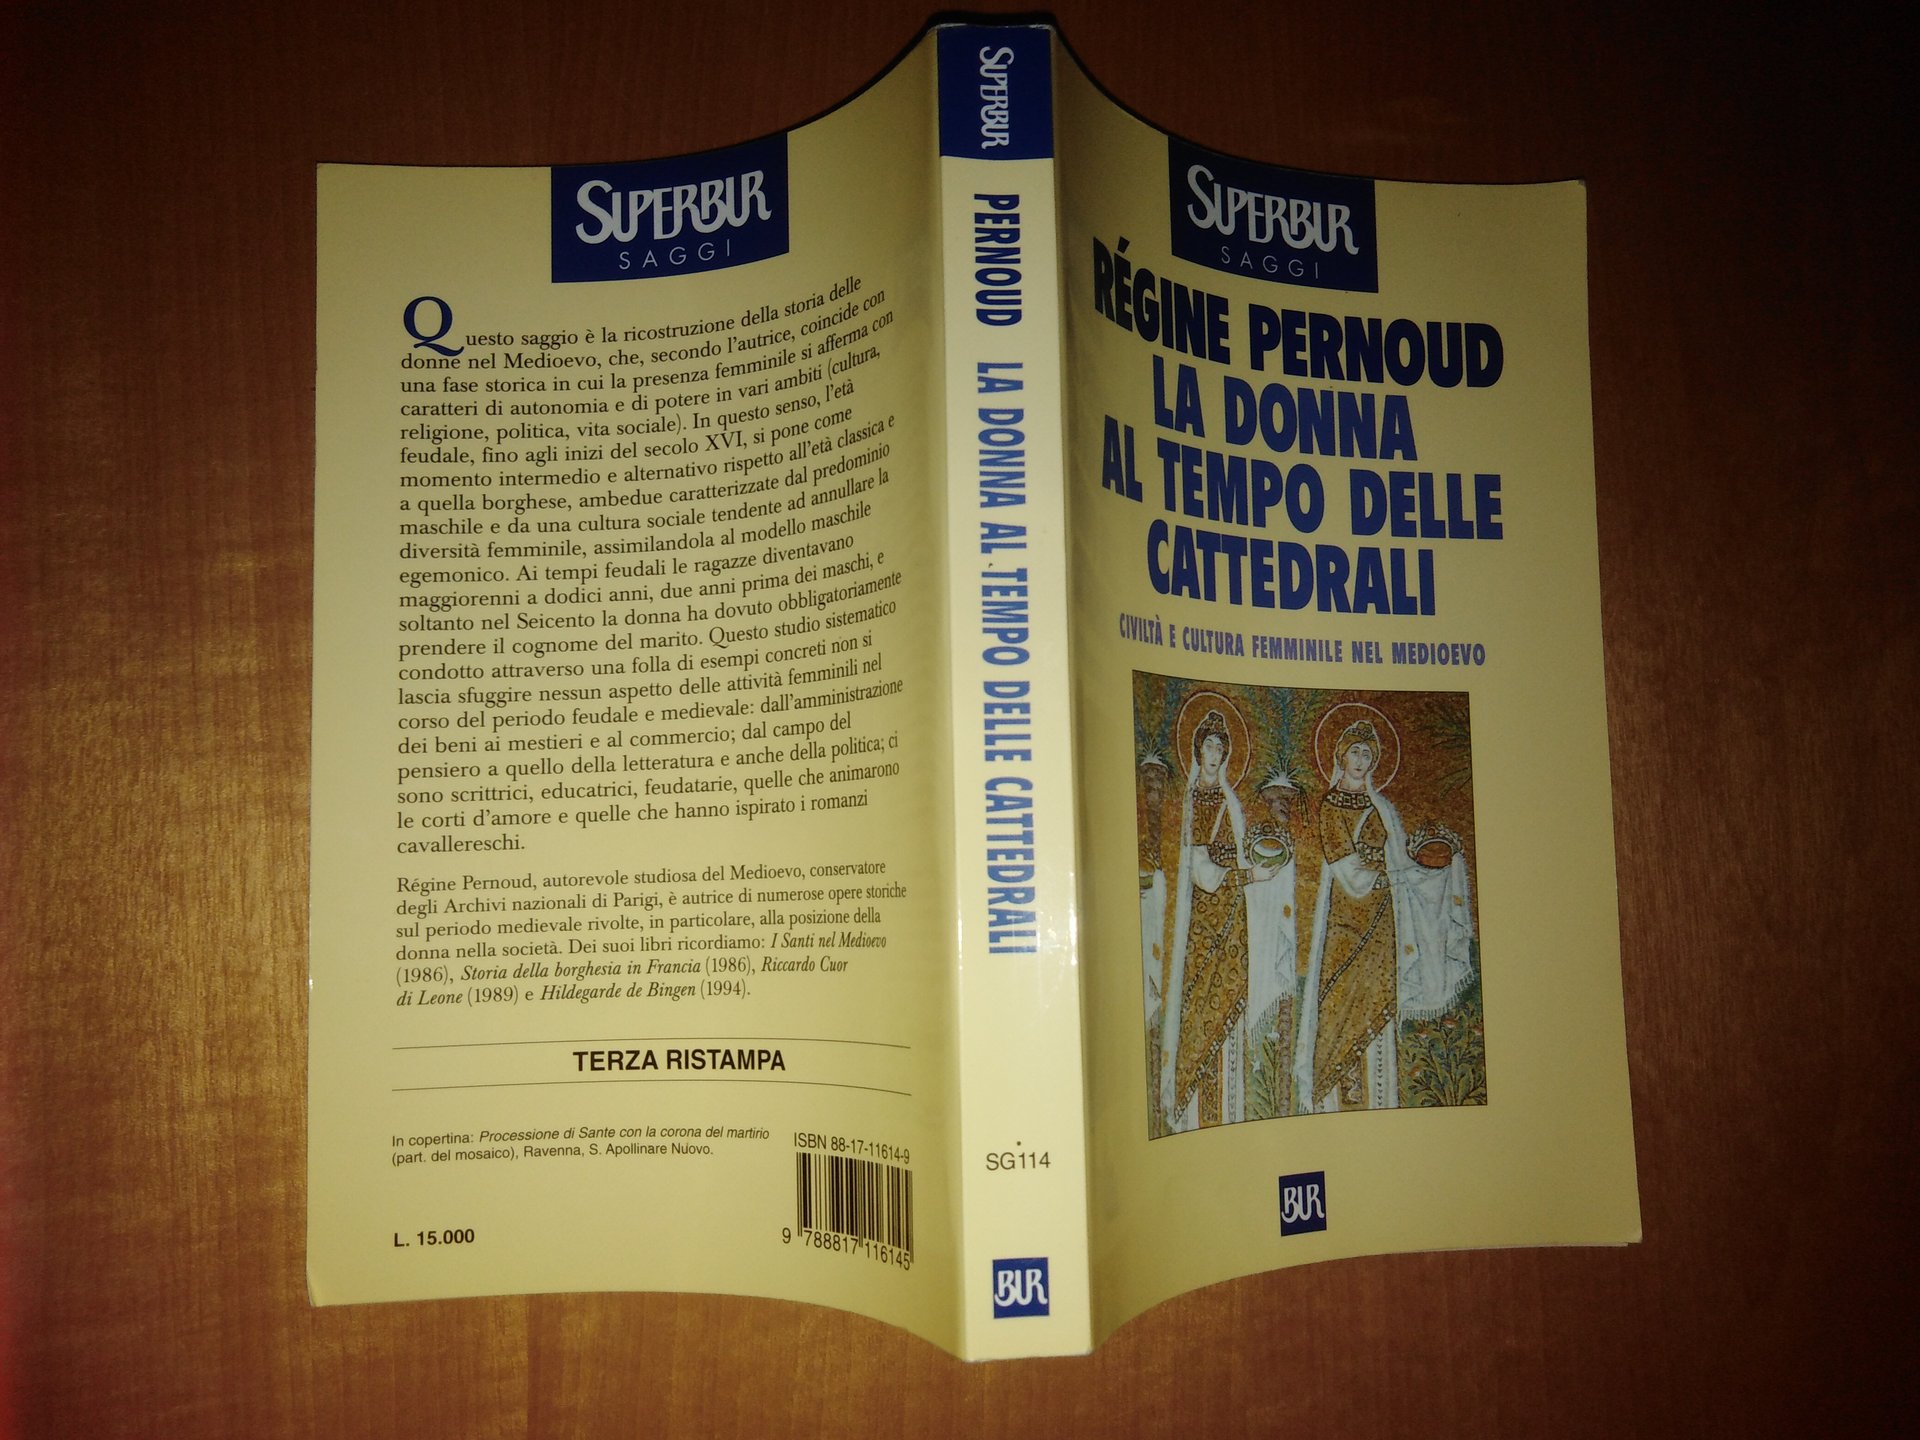 SUPERBUR
SAGGI
Questo saggio è la ricostruzione della storia delle
donne nel Medioevo, che, secondo l'autrice, coincide con
una fase storica in cui la presenza femminile si afferma con
caratteri di autonomia e di potere in vari ambiti (cultura,
religione, politica, vita sociale). In questo senso, l'età
feudale, fino agli inizi del secolo XVI, si pone come
momento intermedio e alternativo rispetto all'età classica e
a quella borghese, ambedue caratterizzate dal predominio
maschile e da una cultura sociale tendente ad annullare la
diversità femminile, assimilandola al modello maschile
egemonico. Ai tempi feudali le ragazze diventavano
maggiorenni a dodici anni, due anni prima dei maschi, e
soltanto nel Seicento la donna ha dovuto obbligatoriamente
prendere il cognome del marito. Questo studio sistematico
condotto attraverso una folla di esempi concreti non si
lascia sfuggire nessun aspetto delle attività femminili nel
corso del periodo feudale e medievale: dall'amministrazione
dei beni ai mestieri e al commercio; dal campo del
pensiero a quello della letteratura e anche della politica; ci
sono scrittrici, educatrici, feudatarie, quelle che animarono
le corti d'amore e quelle che hanno ispirato i romanzi
cavallereschi.
Régine Pernoud, autorevole studiosa del Medioevo, conservatore
degli Archivi nazionali di Parigi, è autrice di numerose opere storiche
sul periodo medievale rivolte, in particolare, alla posizione della
donna nella società. Dei suoi libri ricordiamo: I Santi nel Medioevo
(1986), Storia della borghesia in Francia (1986), Riccardo Cuor
di Leone (1989) e Hildegarde de Bingen (1994).
TERZA RISTAMPA
In copertina: Processione di Sante con la corona del martirio
(part. del mosaico), Ravenna, S. Apollinare Nuovo.
ISBN 88-17-11614-9
9 788817 116145
L. 15.000
SUPERBUR
PERNOUD LA DONNA AL TEMPO DELLE CATTEDRALI
SG114
BUR
SUPERBUR
SAGGI
RÉGINE PERNOUD
LA DONNA
AL TEMPO DELLE
CATTEDRALI
CIVILTÀ E CULTURA FEMMINILE NEL MEDIOEVO
BUR